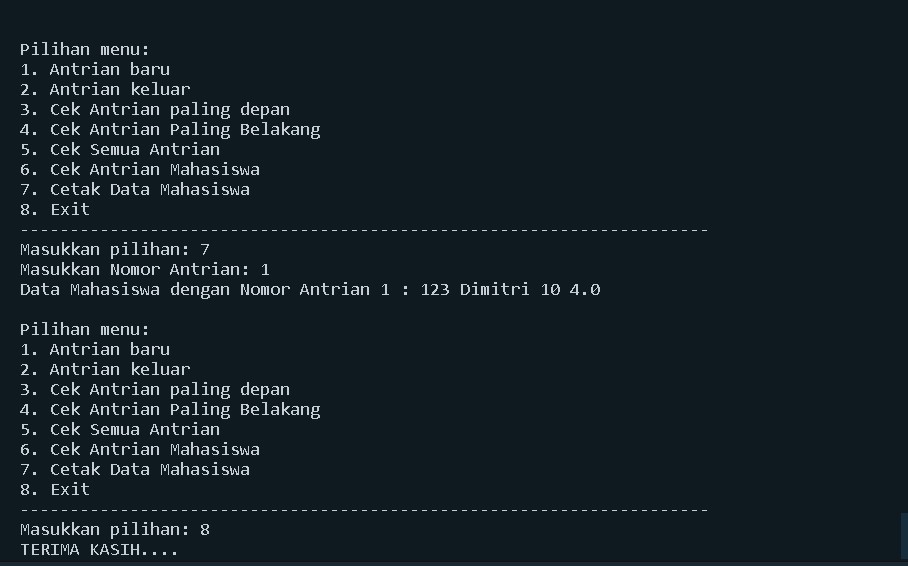 Pilihan menu:
1. Antrian baru
2. Antrian keluar
3. Cek Antrian paling depan
4. Cek Antrian Paling Belakang
5. Cek Semua Antrian
6. Cek Antrian Mahasiswa
7. Cetak Data Mahasiswa
8. Exit
---------------------------------------------------------------------
Masukkan pilihan: 7
Masukkan Nomor Antrian: 1
Data Mahasiswa dengan Nomor Antrian 1 : 123 Dimitri 10 4.0
Pilihan menu:
1. Antrian baru
2. Antrian keluar
3. Cek Antrian paling depan
4. Cek Antrian Paling Belakang
5. Cek Semua Antrian
6. Cek Antrian Mahasiswa
7. Cetak Data Mahasiswa
8. Exit
---------------------------------------------------------------------
Masukkan pilihan: 8
TERIMA KASIH....